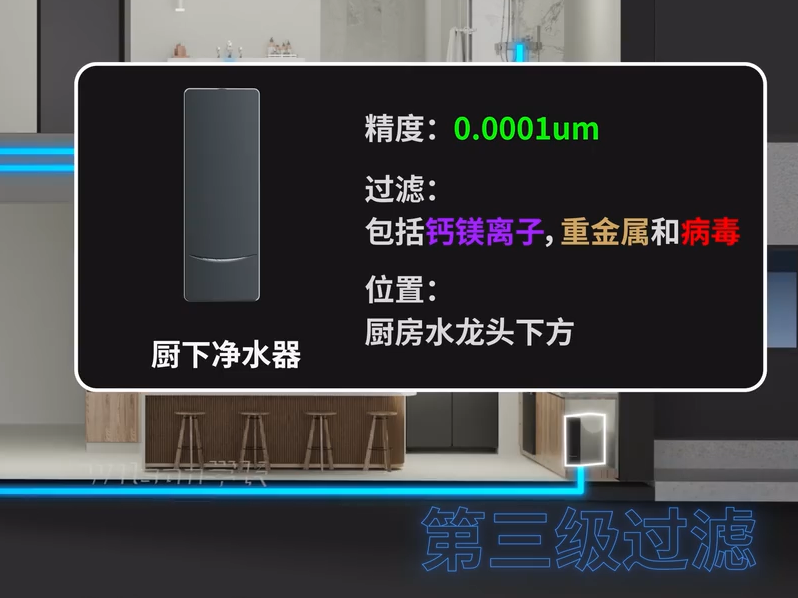 精度：0.0001um
过滤：
包括钙镁离子，重金属和病毒
位置：
厨房水龙头下方
厨下净水器
第三级过滤